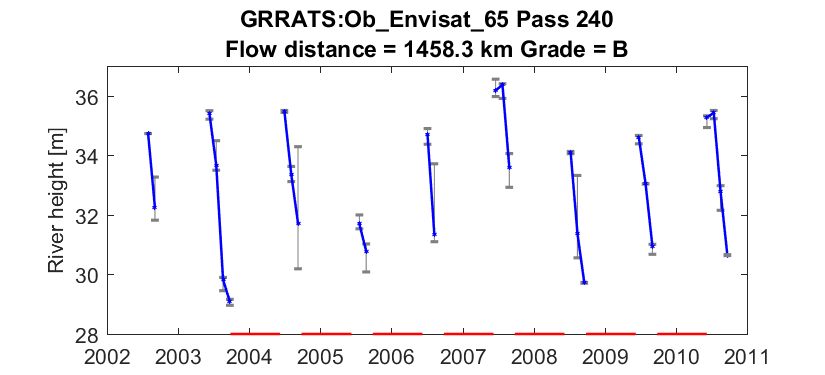 GRRATS:Ob_Envisat_65 Pass 240
Flow distance = 1458.3 km Grade = B
River height [m]
36
34
32
30
28
2002 2003 2004 2005 2006 2007 2008 2009 2010 2011